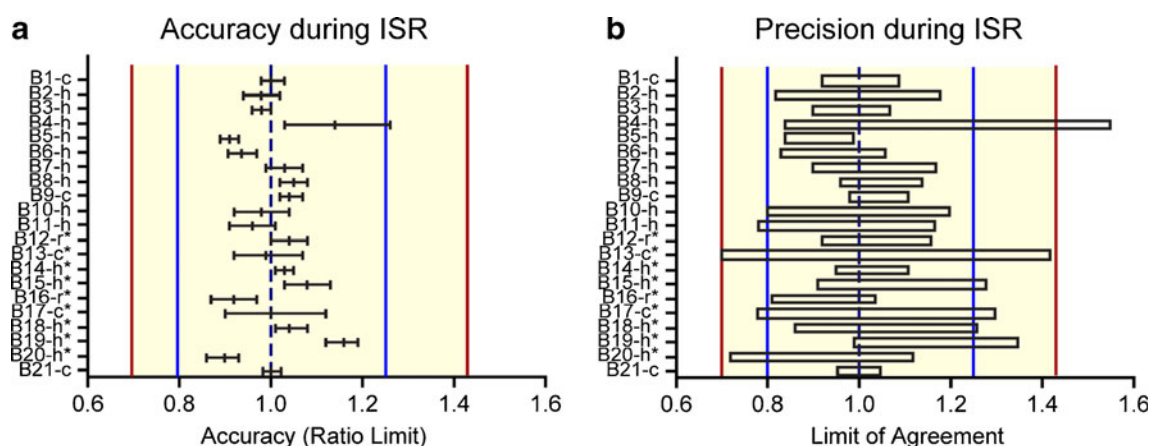 a Accuracy during ISR
B1-c
B2-h
B3-h
B4-h
B5-h
B6-h
B7-h
B8-h
B9-c
B10-h
B11-h
B12-r*
B13-c*
B14-h*
B15-h*
B16-r*
B17-c*
B18-h*
B19-h*
B20-h*
B21-c
0.6 0.8 1.0 1.2 1.4 1.6
Accuracy (Ratio Limit)
b Precision during ISR
B1-c
B2-h
B3-h
B4-h
B5-h
B6-h
B7-h
B8-h
B9-c
B10-h
B11-h
B12-r*
B13-c*
B14-h*
B15-h*
B16-r*
B17-c*
B18-h*
B19-h*
B20-h*
B21-c
0.6 0.8 1.0 1.2 1.4 1.6
Limit of Agreement